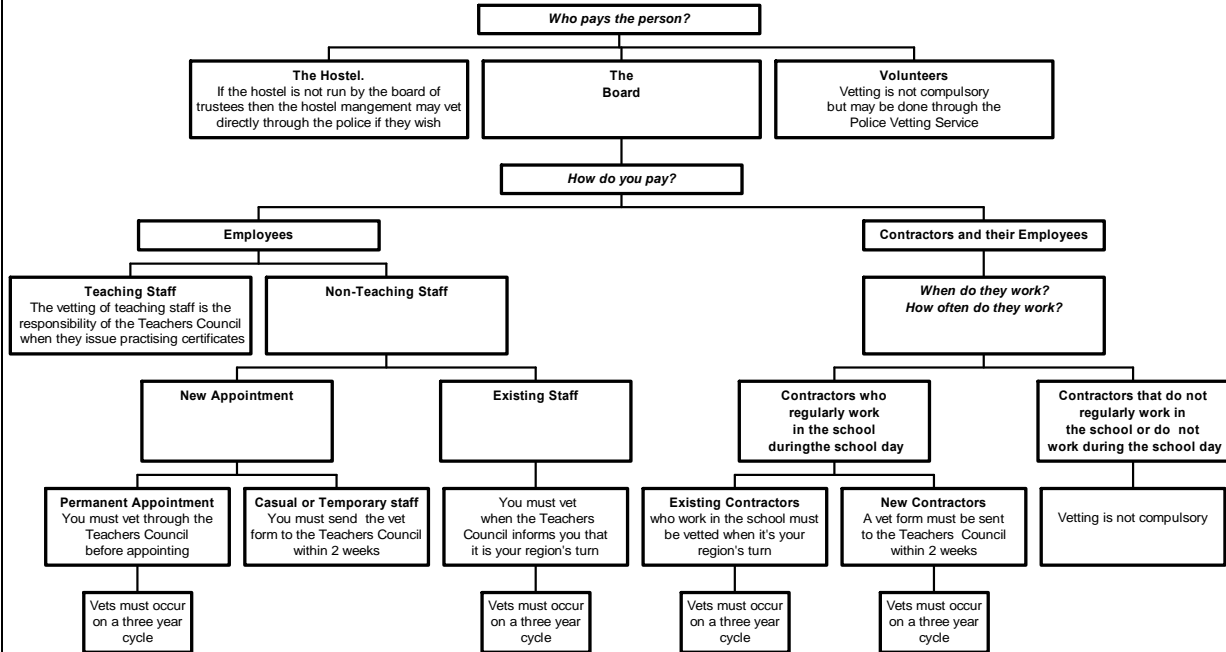 Who pays the person?
The Hostel.
If the hostel is not run by the board of
trustees then the hostel mangement may vet
directly through the police if they wish
The
Board
Volunteers
Vetting is not compulsory
but may be done through the
Police Vetting Service
How do you pay?
Employees
Contractors and their Employees
Teaching Staff
The vetting of teaching staff is the
responsibility of the Teachers Council
when they issue practising certificates
Non-Teaching Staff
When do they work?
How often do they work?
New Appointment
Existing Staff
Contractors who
regularly work
in the school
duringthe school day
Contractors that do not
regularly work in
the school or do not
work during the school day
Permanent Appointment
You must vet through the
Teachers Council
before appointing
Casual or Temporary staff
You must send the vet
form to the Teachers Council
within 2 weeks
You must vet
when the Teachers
Council informs you that
it is your region's turn
Existing Contractors
who work in the school must
be vetted when it's your
region's turn
New Contractors
A vet form must be sent
to the Teachers Council
within 2 weeks
Vetting is not compulsory
Vets must occur
on a three year
cycle
Vets must occur
on a three year
cycle
Vets must occur
on a three year
cycle
Vets must occur
on a three year
cycle